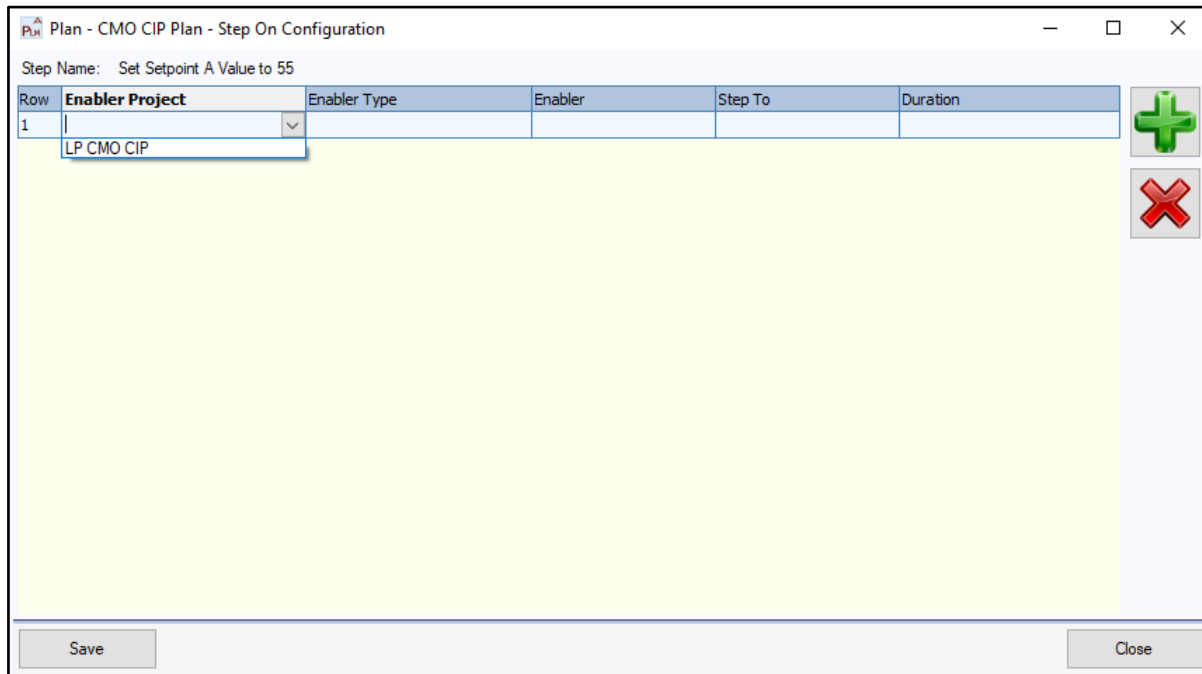 PLM Plan - CMO CIP Plan - Step On Configuration
Step Name: Set Setpoint A Value to 55
Row Enabler Project Enabler Type Enabler Step To Duration
1
LP CMO CIP
Save Close